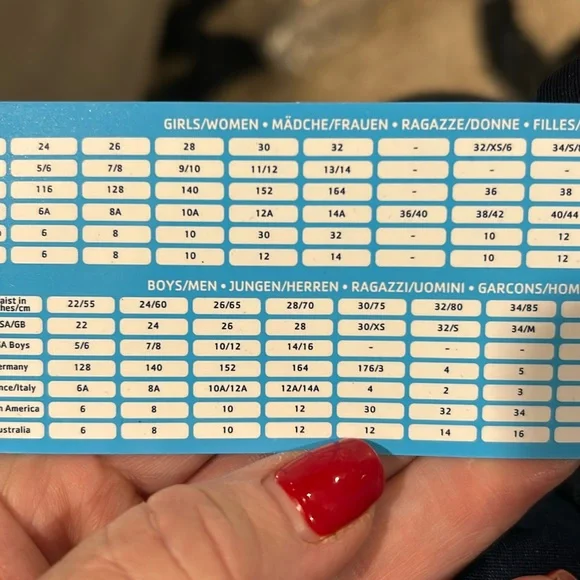 GIRLS/WOMEN • MÄDCHE/FRAUEN • RAGAZZE/DONNE • FILLES/
24 26 28 30 32 - 32/XS/6 34/S/8
5/6 7/8 9/10 11/12 13/14 - - -
116 128 140 152 164 - 36 38
6A 8A 10A 12A 14A 36/40 38/42 40/44
6 8 10 30 32 - 10 12
6 8 10 12 14 - 10 12
BOYS/MEN • JUNGEN/HERREN • RAGAZZI/UOMINI • GARCONS/HOM
aist in
hes/cm 22/55 24/60 26/65 28/70 30/75 32/80 34/85
SA/GB 22 24 26 28 30/XS 32/S 34/M
A Boys 5/6 7/8 10/12 14/16 - - -
ermany 128 140 152 164 176/3 4 5
nce/Italy 6A 8A 10A/12A 12A/14A 4 2 3
h America 6 8 10 12 30 32 34
ustralia 6 8 10 12 12 14 16